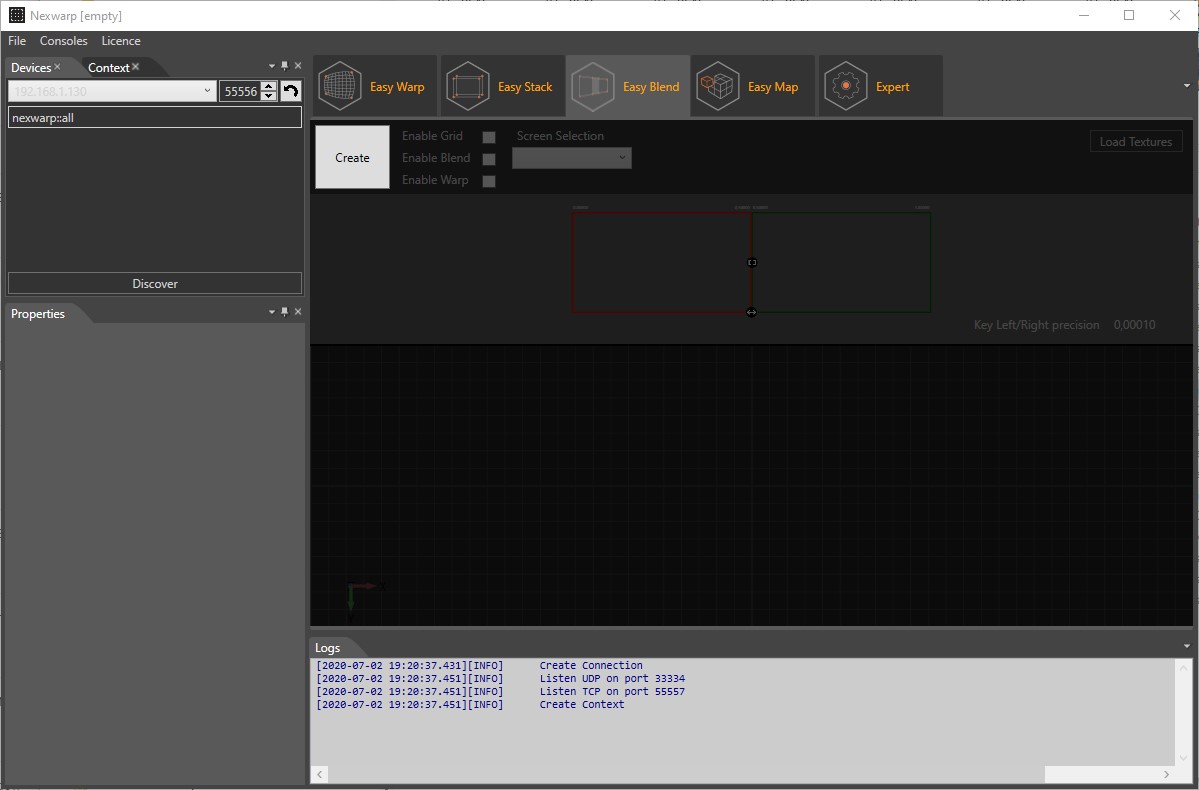 Nexwarp [empty]
File Consoles Licence
Devices
Context
192.168.1.130
55556
nexwarp::all
Discover
Properties
Easy Warp
Easy Stack
Easy Blend
Easy Map
Expert
Create
Enable Grid
Enable Blend
Enable Warp
Screen Selection
Load Textures
Key Left/Right precision 0,00010
Logs
[2020-07-02 19:20:37.431][INFO] Create Connection
[2020-07-02 19:20:37.451][INFO] Listen UDP on port 33334
[2020-07-02 19:20:37.451][INFO] Listen TCP on port 55557
[2020-07-02 19:20:37.451][INFO] Create Context